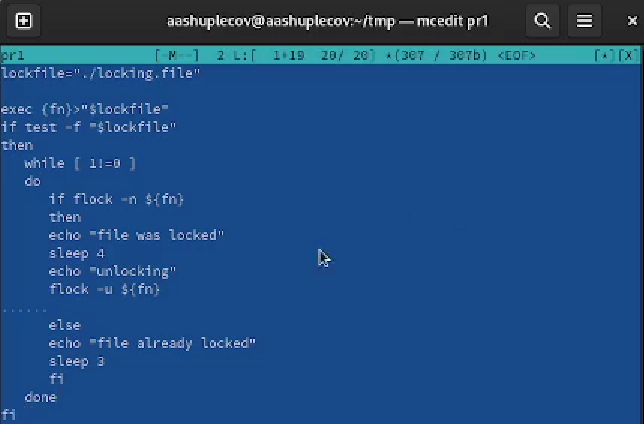 aashuplecov@aashuplecov:~/tmp — mcedit pr1
pr1 [-M--] 2 L:[ 1+19 20/ 20] *(307 / 307b) <EOF> [*][X]
lockfile="./locking.file"
exec {fn}>"$lockfile"
if test -f "$lockfile"
then
while [ 1!=0 ]
do
if flock -n ${fn}
then
echo "file was locked"
sleep 4
echo "unlocking"
flock -u ${fn}
......
else
echo "file already locked"
sleep 3
fi
done
fi